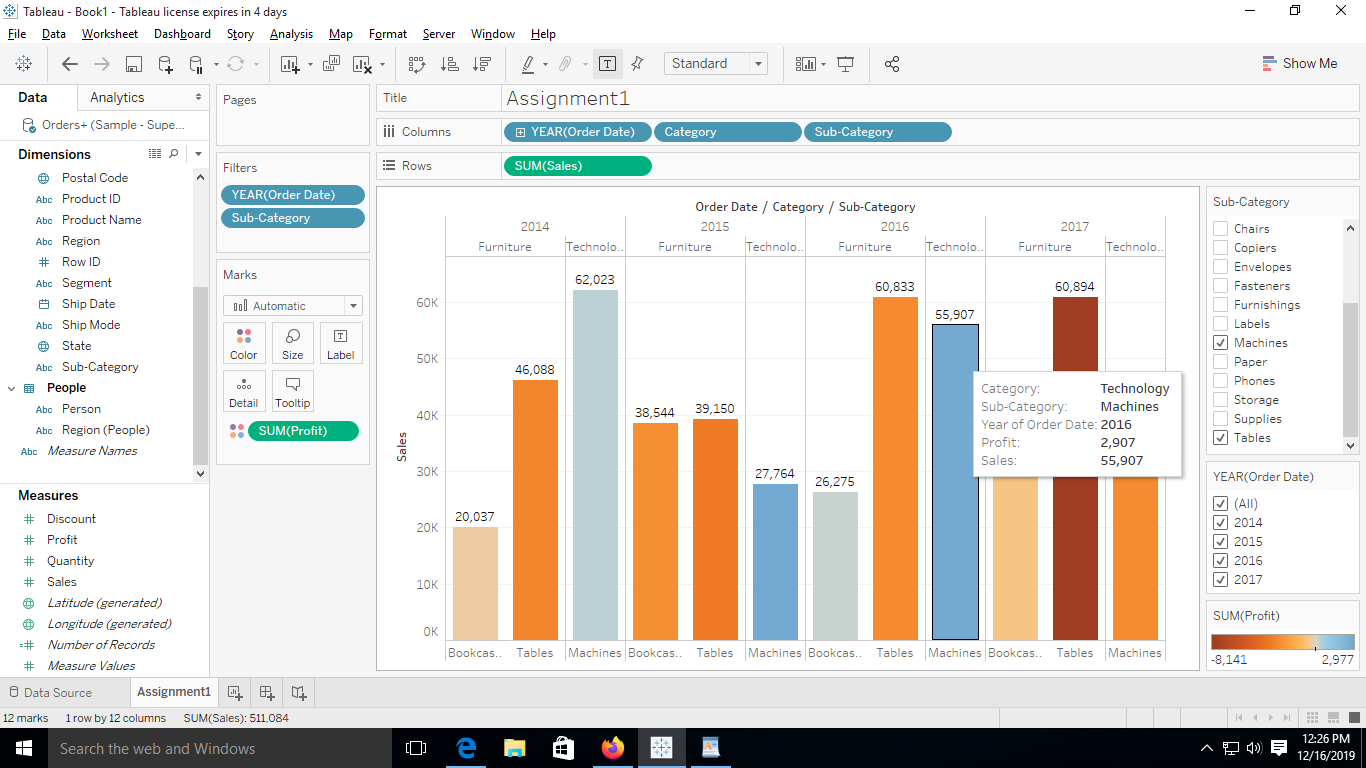 Tableau - Book1 - Tableau license expires in 4 days
File Data Worksheet Dashboard Story Analysis Map Format Server Window Help
Standard
Show Me
Data Analytics
Orders+ (Sample - Supe...
Dimensions
Postal Code
Abc Product ID
Abc Product Name
Abc Region
Row ID
Abc Segment
Ship Date
Abc Ship Mode
State
Abc Sub-Category
People
Abc Person
Abc Region (People)
Abc Measure Names
Measures
Discount
Profit
Quantity
Sales
Latitude (generated)
Longitude (generated)
Number of Records
Measure Values
Pages
Filters
YEAR(Order Date)
Sub-Category
Marks
Automatic
Color Size Label
Detail Tooltip
SUM(Profit)
Title Assignment1
Columns YEAR(Order Date) Category Sub-Category
Rows SUM(Sales)
Order Date / Category / Sub-Category
2014 2015 2016 2017
Furniture Technolo.. Furniture Technolo.. Furniture Technolo.. Furniture Technolo..
Sales
60K
50K
40K
30K
20K
10K
0K
20,037
46,088
62,023
38,544
39,150
27,764
26,275
60,833
55,907
60,894
Category: Technology
Sub-Category: Machines
Year of Order Date: 2016
Profit: 2,907
Sales: 55,907
Bookcas.. Tables Machines Bookcas.. Tables Machines Bookcas.. Tables Machines Bookcas.. Tables Machines
Sub-Category
Chairs
Copiers
Envelopes
Fasteners
Furnishings
Labels
Machines
Paper
Phones
Storage
Supplies
Tables
YEAR(Order Date)
(All)
2014
2015
2016
2017
SUM(Profit)
-8,141 2,977
Data Source Assignment1
12 marks 1 row by 12 columns SUM(Sales): 511,084
Search the web and Windows
12:26 PM
12/16/2019